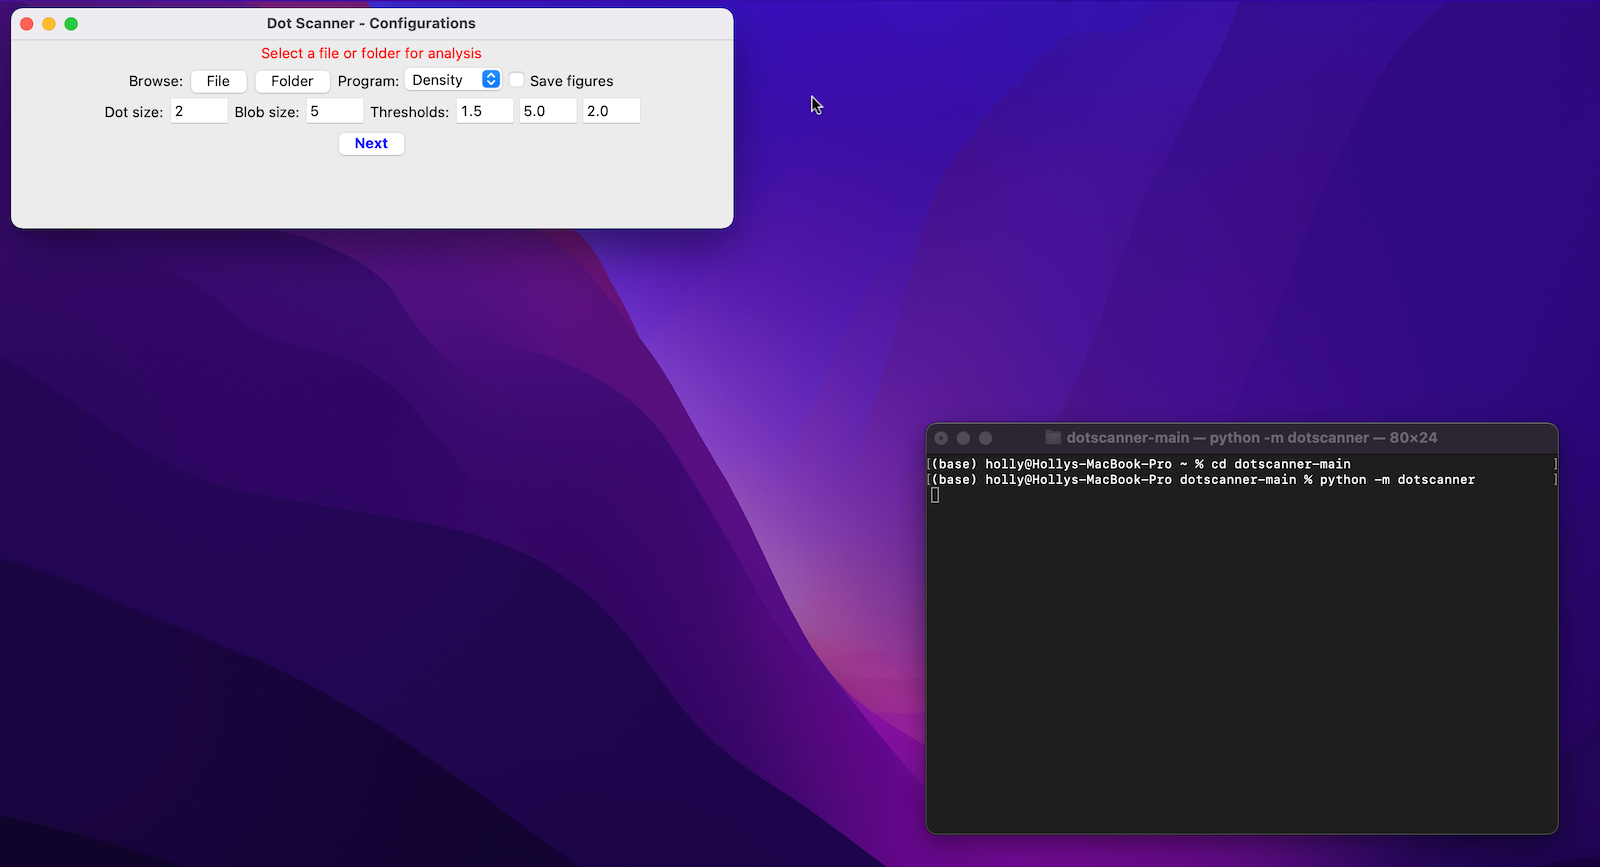 Dot Scanner - Configurations
Select a file or folder for analysis
Browse: File Folder Program: Density Save figures
Dot size: 2 Blob size: 5 Thresholds: 1.5 5.0 2.0
Next
dotscanner-main — python -m dotscanner — 80×24
[(base) holly@Hollys-MacBook-Pro ~ % cd dotscanner-main ]
[(base) holly@Hollys-MacBook-Pro dotscanner-main % python -m dotscanner ]